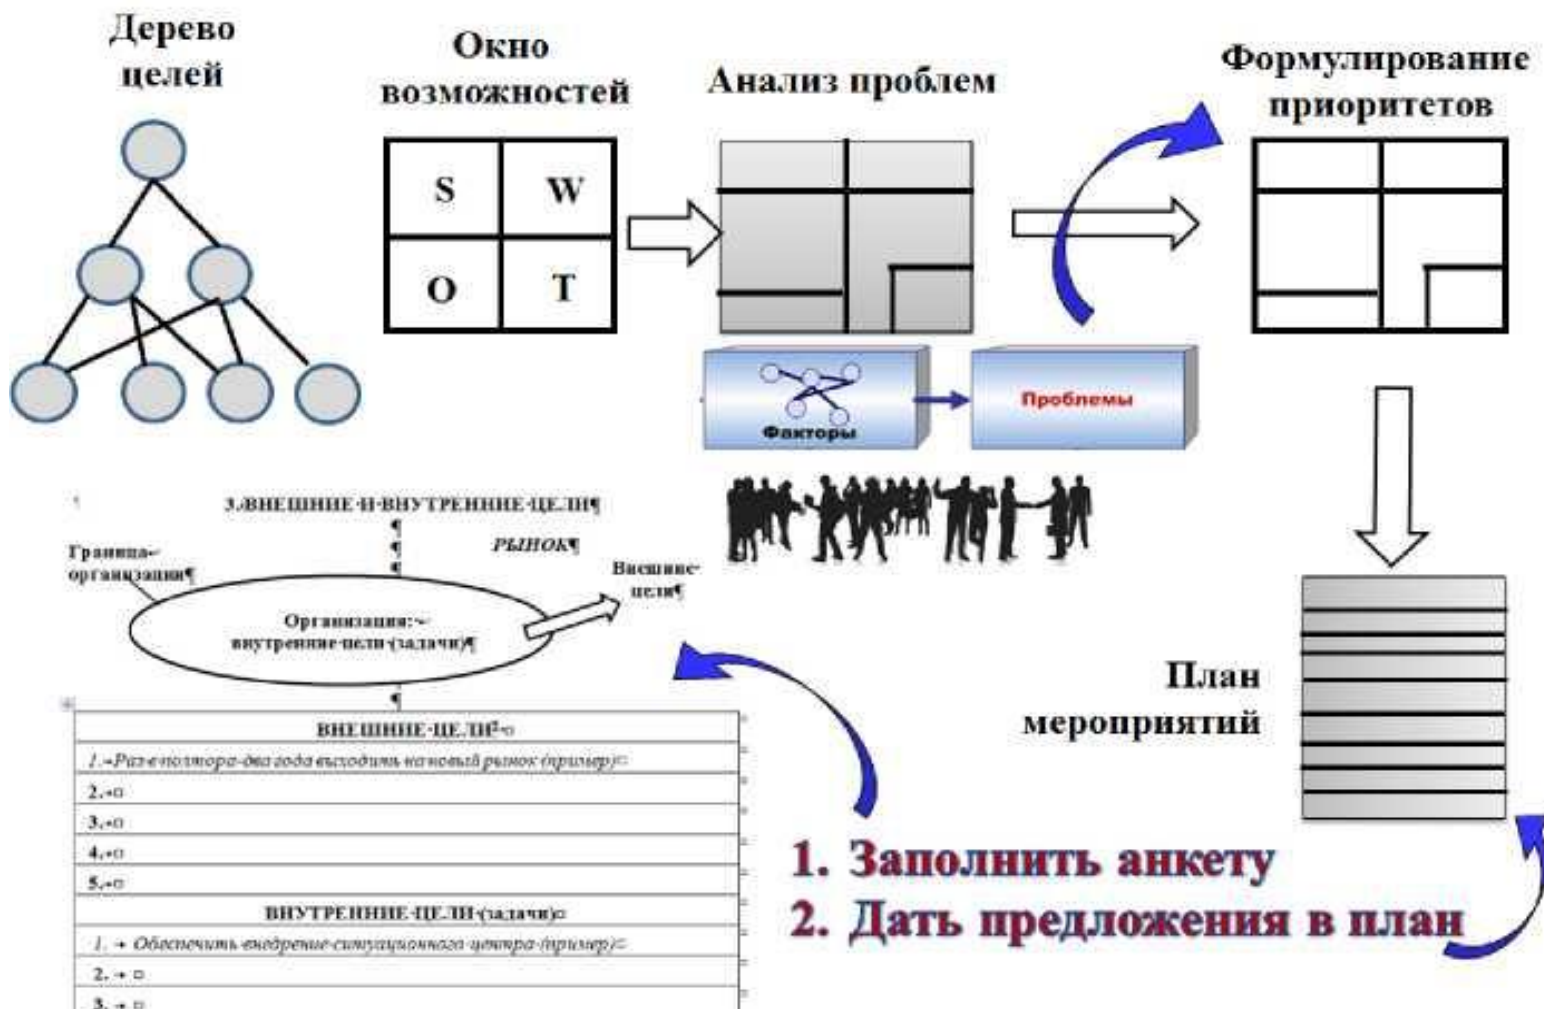 Дерево
целей
Окно
возможностей
Анализ проблем
Формулирование
приоритетов
S
W
O
T
Факторы
Проблемы
3. ВНЕШНИЕ И ВНУТРЕННИЕ ЦЕЛИ¶
¶
¶
¶
РЫНОК¶
Граница
организации¶
Внешние
цели¶
Организация:
внутренние цели (задачи)¶
¶
ВНЕШНИЕ ЦЕЛИ
1. Раз в полтора-два года выходить на новый рынок (пример)
2.
3.
4.
5.
ВНУТРЕННИЕ ЦЕЛИ (задачи)
1. Обеспечить внедрение ситуационного центра (пример)
2.
3.
План
мероприятий
1. Заполнить анкету
2. Дать предложения в план